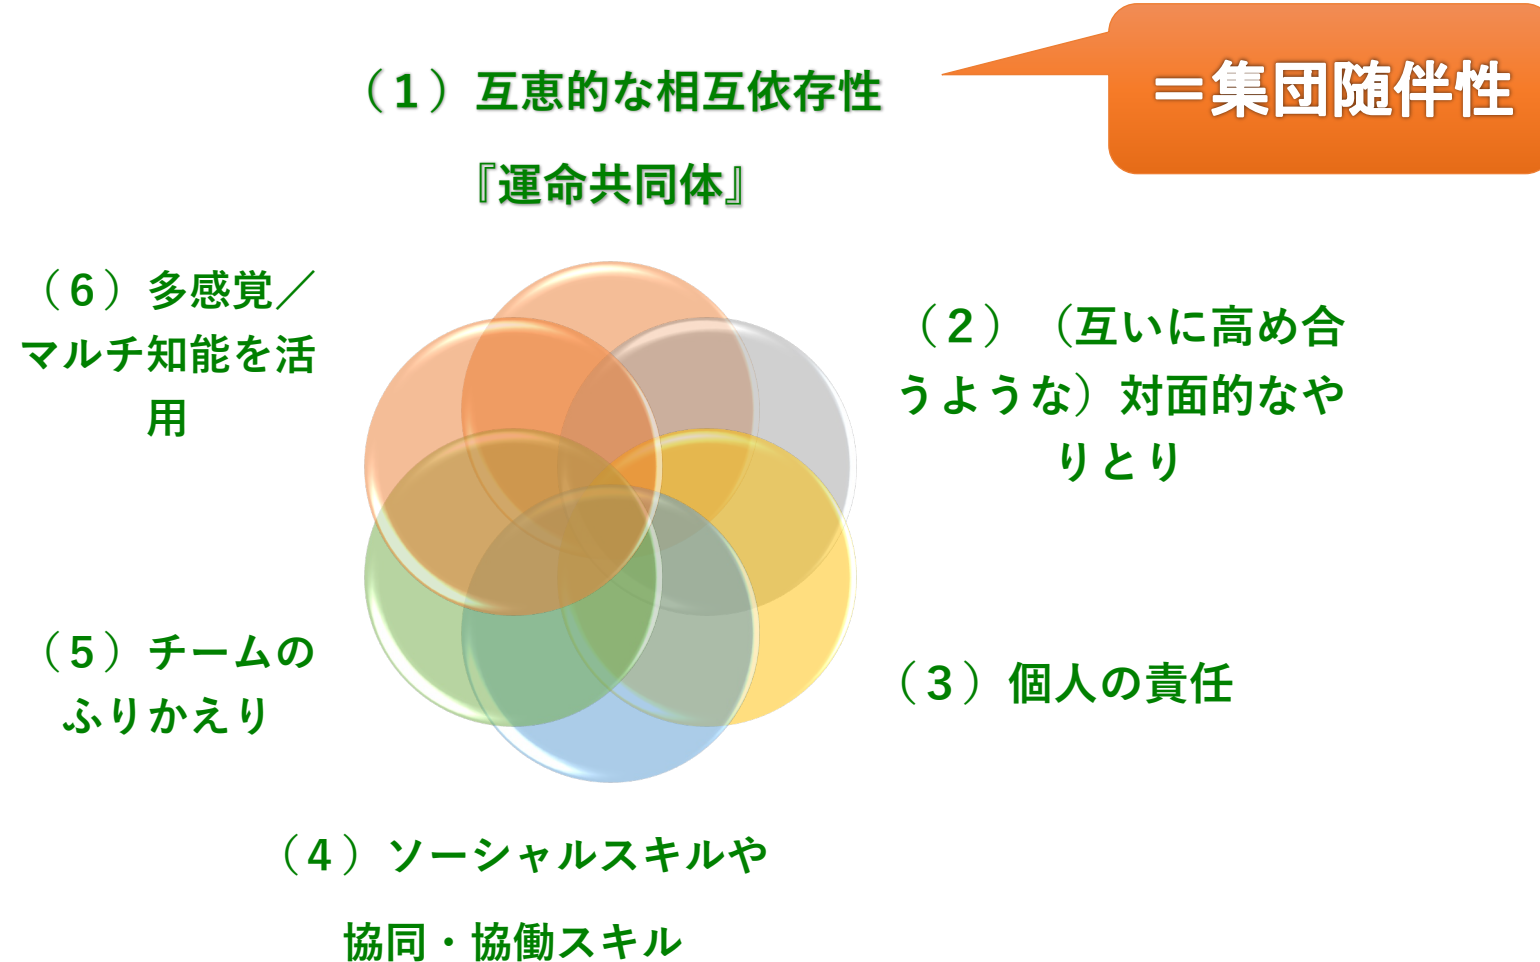 （１）互恵的な相互依存性
『運命共同体』
＝集団随伴性
（２）（互いに高め合
うような）対面的なや
りとり
（３）個人の責任
（４）ソーシャルスキルや
協同・協働スキル
（５）チームの
ふりかえり
（６）多感覚／
マルチ知能を活
用